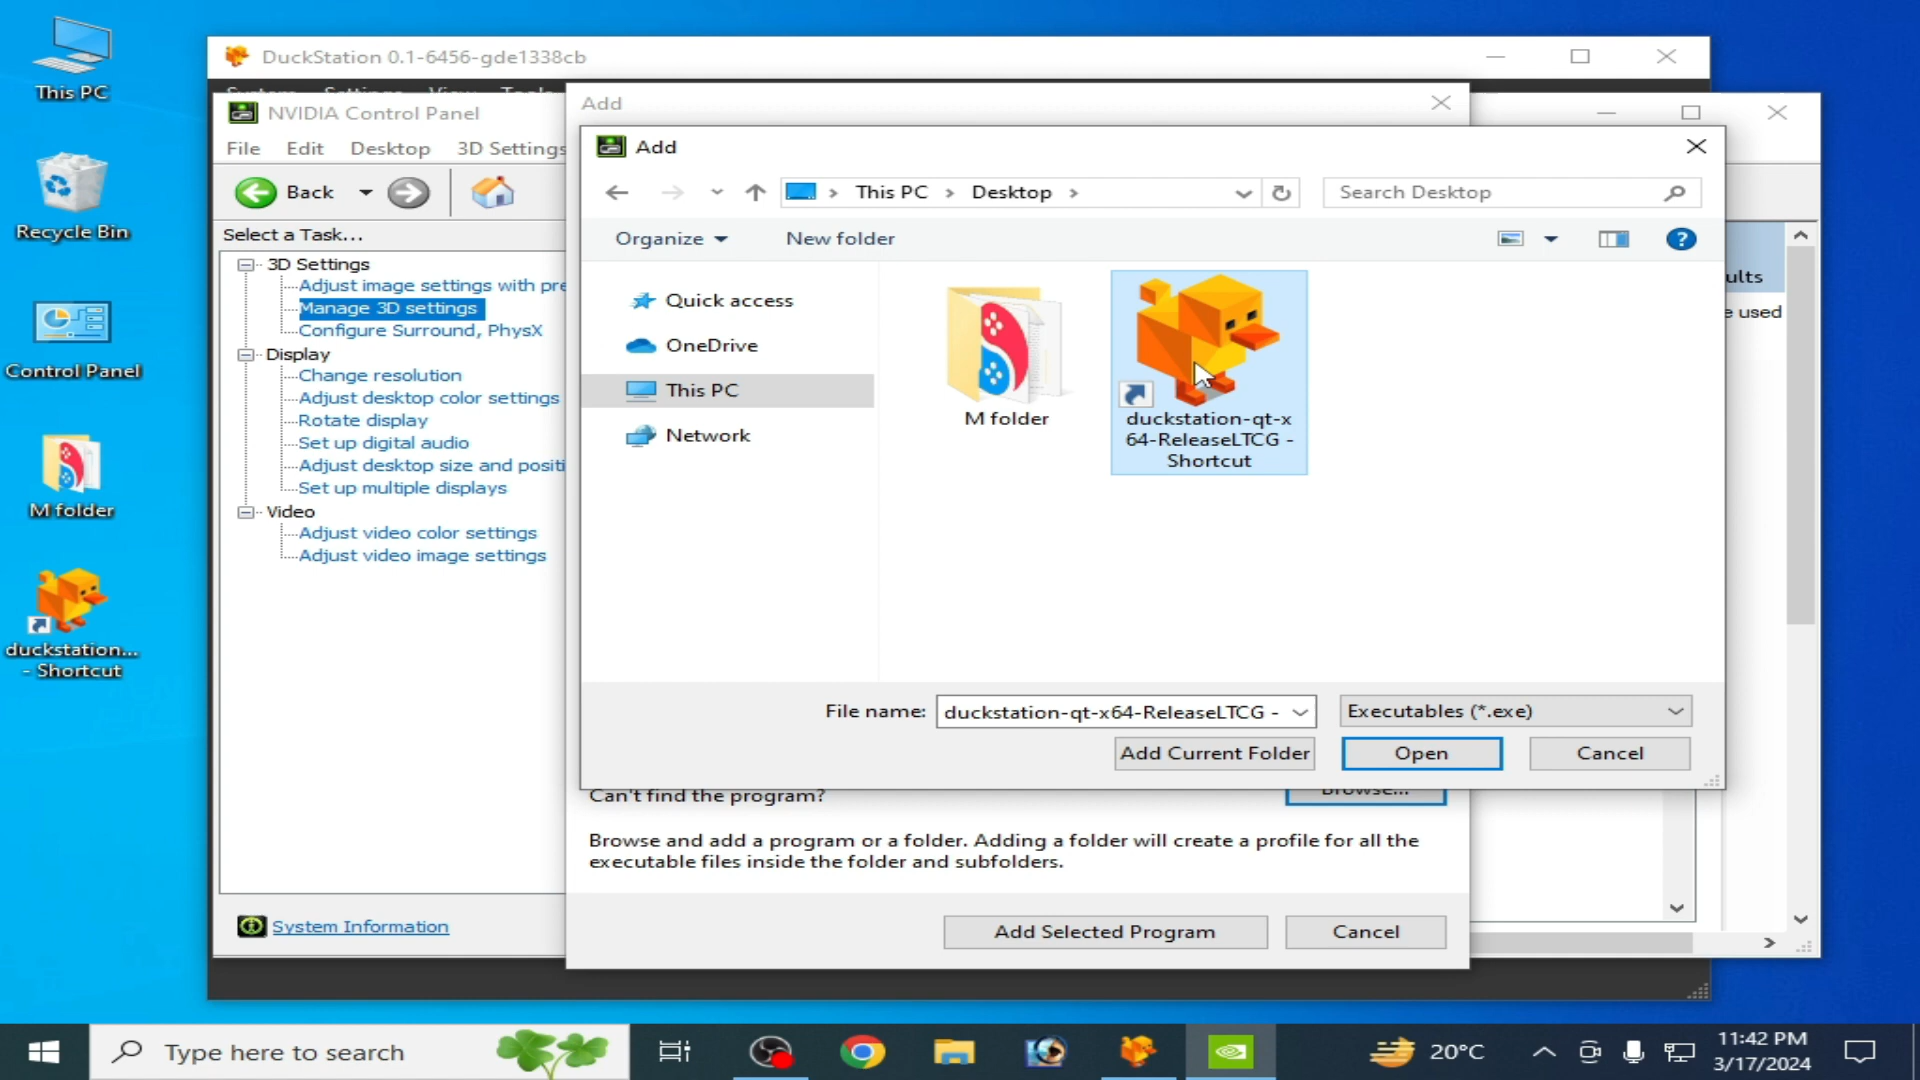 This PC
Recycle Bin
Control Panel
M folder
duckstation...
- Shortcut
DuckStation 0.1-6456-gde1338cb
System Settings View Tools
NVIDIA Control Panel
File Edit Desktop 3D Settings
Back
Select a Task...
3D Settings
Adjust image settings with pre
Manage 3D settings
Configure Surround, PhysX
Display
Change resolution
Adjust desktop color settings
Rotate display
Set up digital audio
Adjust desktop size and positi
Set up multiple displays
Video
Adjust video color settings
Adjust video image settings
System Information
Add
Add
This PC > Desktop >
Search Desktop
Organize
New folder
Quick access
OneDrive
This PC
Network
M folder
duckstation-qt-x
64-ReleaseLTCG -
Shortcut
File name:
duckstation-qt-x64-ReleaseLTCG -
Executables (*.exe)
Add Current Folder
Open
Cancel
Can't find the program?
Browse...
Browse and add a program or a folder. Adding a folder will create a profile for all the
executable files inside the folder and subfolders.
Add Selected Program
Cancel
ults
e used
Type here to search
20°C
11:42 PM
3/17/2024